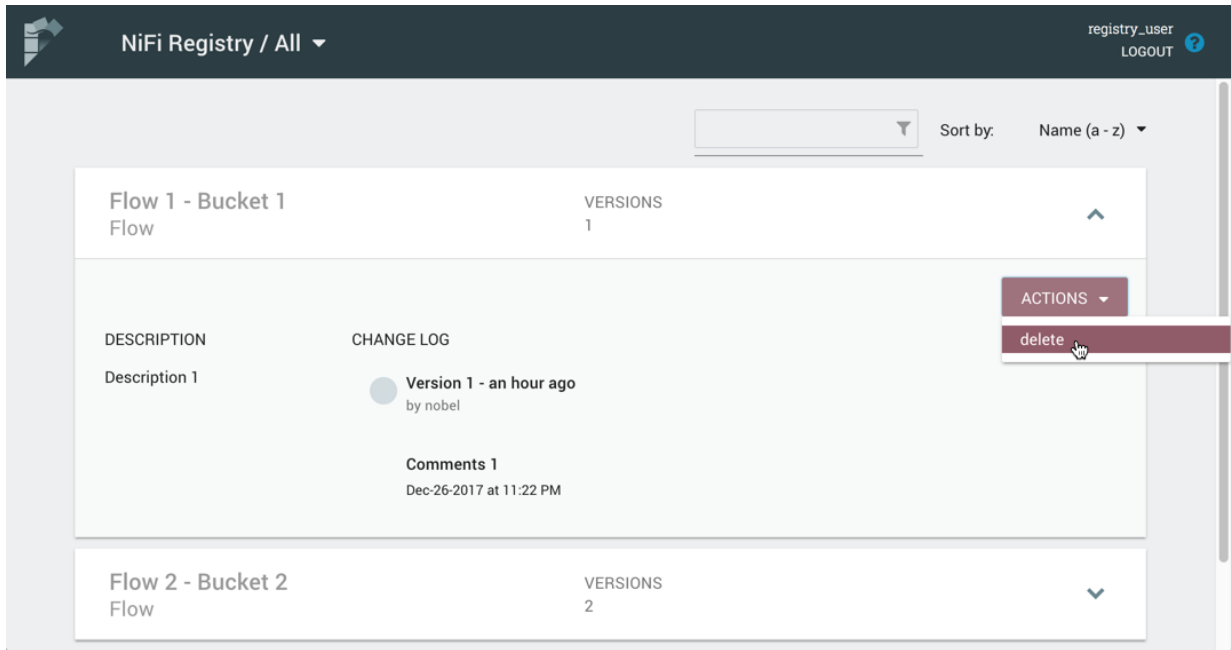 NiFi Registry / All
registry_user
LOGOUT
?
Sort by:
Name (a - z)
Flow 1 - Bucket 1
Flow
VERSIONS
1
ACTIONS
delete
DESCRIPTION
Description 1
CHANGE LOG
Version 1 - an hour ago
by nobel
Comments 1
Dec-26-2017 at 11:22 PM
Flow 2 - Bucket 2
Flow
VERSIONS
2